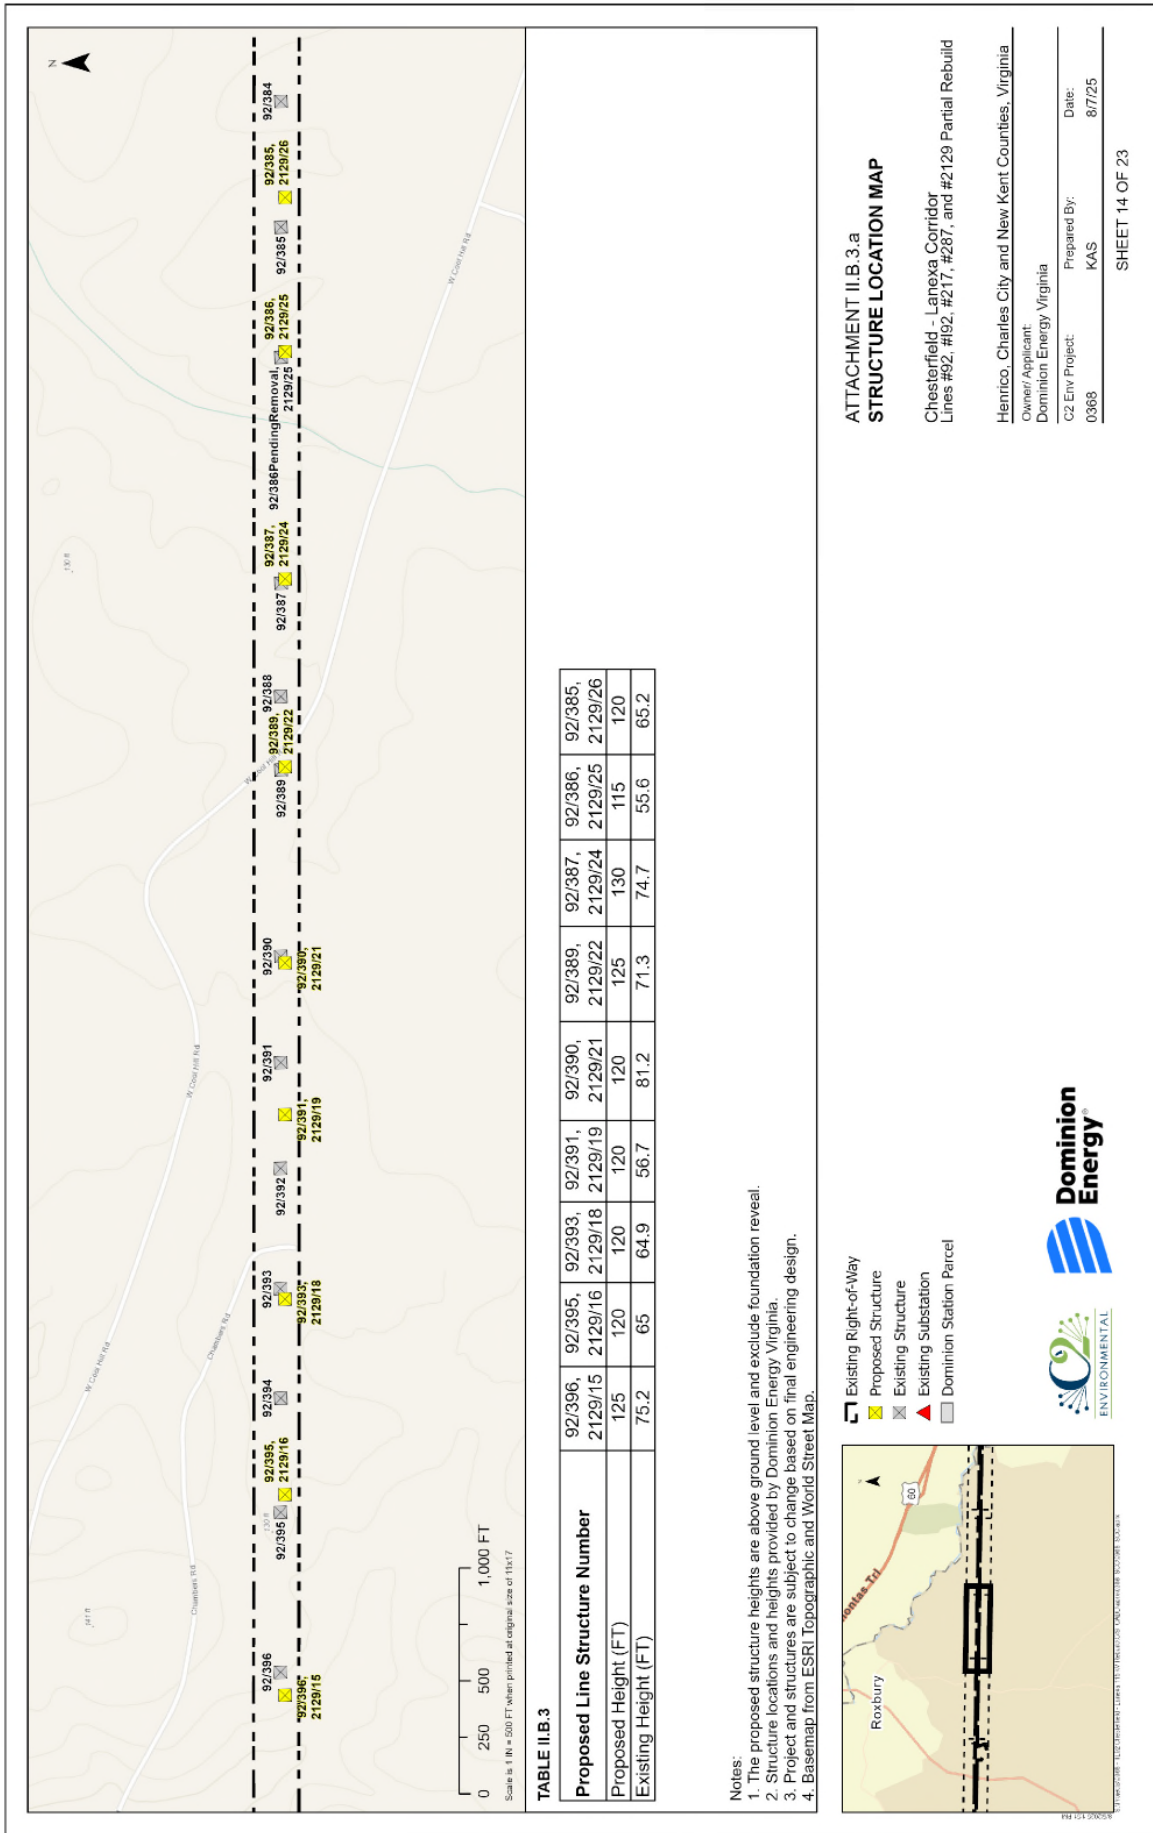 N
92/384
92/385,
2129/26
92/385
92/386,
2129/25
92/386PendingRemoval,
2129/25
92/387,
2129/24
92/387
92/388
92/389,
2129/22
92/389
92/390
92/390,
2129/21
92/391
92/391,
2129/19
92/392
92/393
92/393,
2129/18
92/394
92/395,
2129/16
92/395
92/396
92/396,
2129/15
W Cool Hill Rd
W Cool Hill Rd
W Cool Hill Rd
Chambers Rd
Chambers Rd
130 ft
141 ft
0 250 500 1,000 FT
Scale is 1 IN = 500 FT when printed at original size of 11x17
TABLE II.B.3
Proposed Line Structure Number 92/396, 2129/15 92/395, 2129/16 92/393, 2129/18 92/391, 2129/19 92/390, 2129/21 92/389, 2129/22 92/387, 2129/24 92/386, 2129/25 92/385, 2129/26
Proposed Height (FT) 125 120 120 120 120 125 130 115 120
Existing Height (FT) 75.2 65 64.9 56.7 81.2 71.3 74.7 55.6 65.2
Notes:
1. The proposed structure heights are above ground level and exclude foundation reveal.
2. Structure locations and heights provided by Dominion Energy Virginia.
3. Project and structures are subject to change based on final engineering design.
4. Basemap from ESRI Topographic and World Street Map.
Roxbury
60
Existing Right-of-Way
Proposed Structure
Existing Structure
Existing Substation
Dominion Station Parcel
C2
ENVIRONMENTAL
Dominion
Energy®
ATTACHMENT II.B.3.a
STRUCTURE LOCATION MAP
Chesterfield - Lanexa Corridor
Lines #92, #I92, #217, #287, and #2129 Partial Rebuild
Henrico, Charles City and New Kent Counties, Virginia
Owner/ Applicant:
Dominion Energy Virginia
C2 Env Project: Prepared By: Date:
0368 KAS 8/7/25
SHEET 14 OF 23